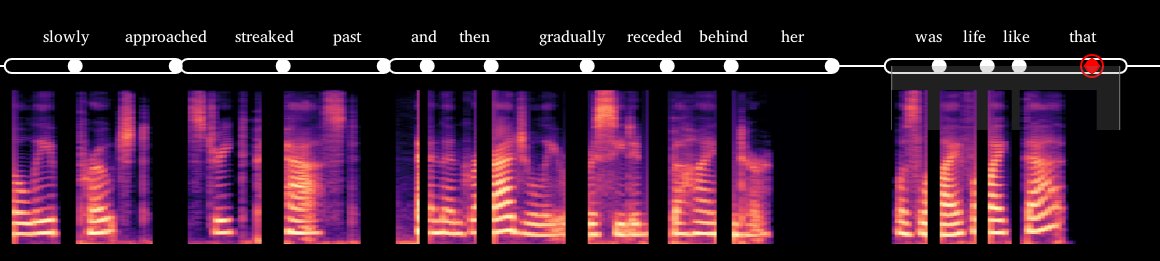 slowly approached streaked past and then gradually receded behind her was life like that